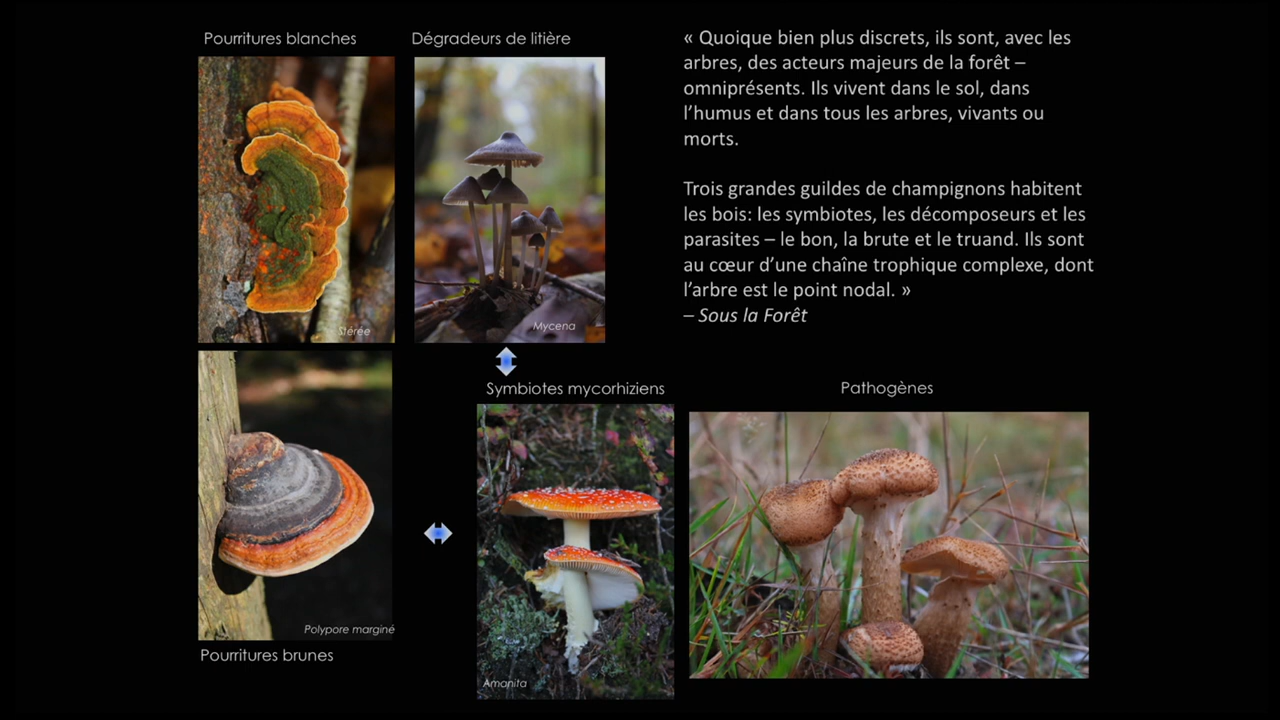 Pourritures blanches
Dégradeurs de litière
Stérée
Mycena
« Quoique bien plus discrets, ils sont, avec les
arbres, des acteurs majeurs de la forêt –
omniprésents. Ils vivent dans le sol, dans
l’humus et dans tous les arbres, vivants ou
morts.
Trois grandes guildes de champignons habitent
les bois: les symbiotes, les décomposeurs et les
parasites – le bon, la brute et le truand. Ils sont
au cœur d’une chaîne trophique complexe, dont
l’arbre est le point nodal. »
– Sous la Forêt
Symbiotes mycorhiziens
Pathogènes
Polypore marginé
Pourritures brunes
Amanita